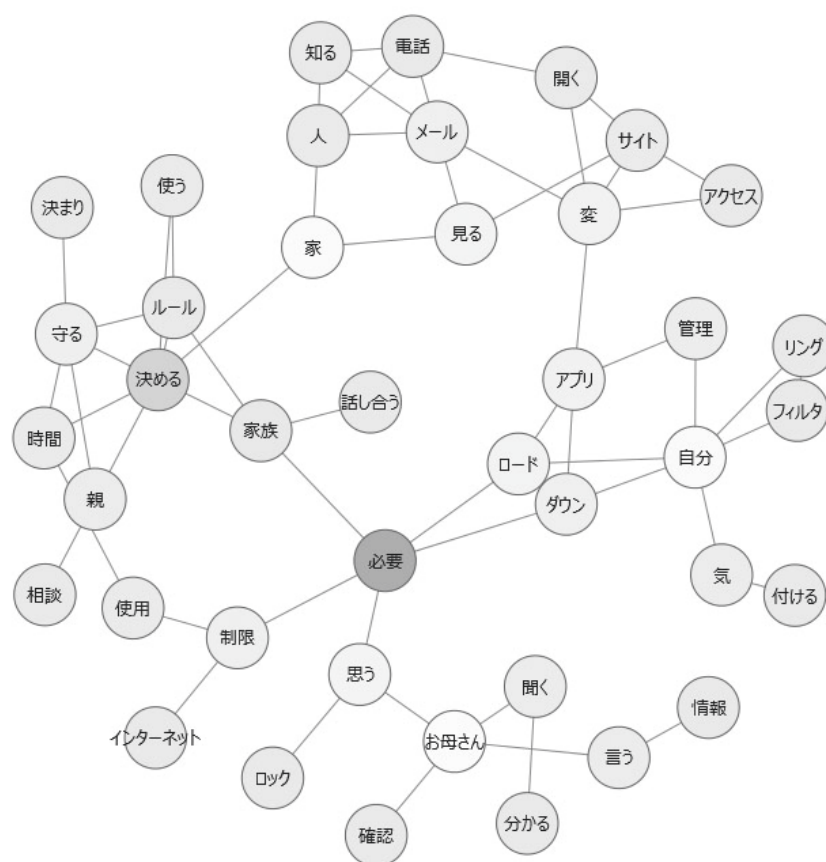 電話
知る
開く
人
メール
サイト
使う
アクセス
決まり
変
見る
家
ルール
管理
守る
リング
決める
アプリ
話し合う
フィルタ
家族
時間
自分
ロード
親
ダウン
必要
気
相談
付ける
使用
制限
思う
聞く
情報
インターネット
お母さん
言う
ロック
分かる
確認